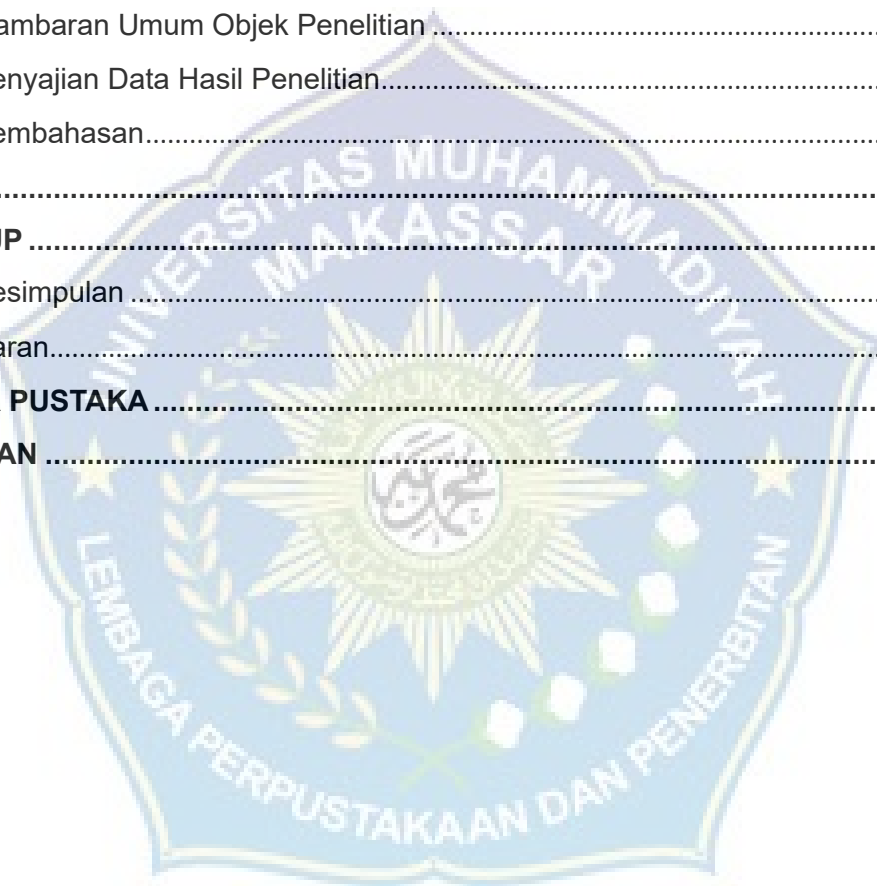 ambaran Umum Objek Penelitian ........................................
enyajian Data Hasil Penelitian........................................
embahasan........................................
........................................
UP ........................................
esimpulan ........................................
aran........................................
PUSTAKA ........................................
AN ........................................
UNIVERSITAS MUHAMMADIYAH
MAKASSAR
LEMBAGA PERPUSTAKAAN DAN PENERBITAN